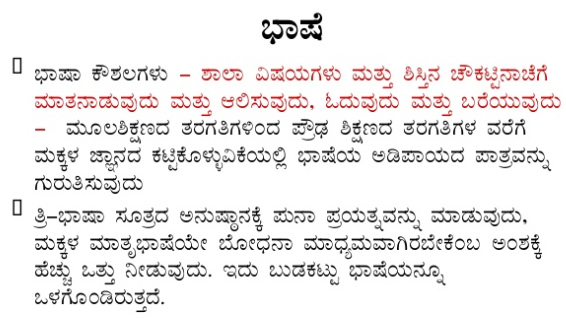 ಭಾಷೆ
ಭಾಷಾ ಕೌಶಲಗಳು – ಶಾಲಾ ವಿಷಯಗಳು ಮತ್ತು ಶಿಸ್ತಿನ ಚೌಕಟ್ಟಿನಾಚೆಗೆ
ಮಾತನಾಡುವುದು ಮತ್ತು ಆಲಿಸುವುದು, ಓದುವುದು ಮತ್ತು ಬರೆಯುವುದು
– ಮೂಲಶಿಕ್ಷಣದ ತರಗತಿಗಳಿಂದ ಪ್ರೌಢ ಶಿಕ್ಷಣದ ತರಗತಿಗಳ ವರೆಗೆ
ಮಕ್ಕಳ ಜ್ಞಾನದ ಕಟ್ಟಿಕೊಳ್ಳುವಿಕೆಯಲ್ಲಿ ಭಾಷೆಯ ಅಡಿಪಾಯದ ಪಾತ್ರವನ್ನು
ಗುರುತಿಸುವುದು
ತ್ರಿ–ಭಾಷಾ ಸೂತ್ರದ ಅನುಷ್ಠಾನಕ್ಕೆ ಪುನಾ ಪ್ರಯತ್ನವನ್ನು ಮಾಡುವುದು,
ಮಕ್ಕಳ ಮಾತೃಭಾಷೆಯೇ ಬೋಧನಾ ಮಾಧ್ಯಮವಾಗಿರಬೇಕೆಂಬ ಅಂಶಕ್ಕೆ
ಹೆಚ್ಚು ಒತ್ತು ನೀಡುವುದು. ಇದು ಬುಡಕಟ್ಟು ಭಾಷೆಯನ್ನೂ
ಒಳಗೊಂಡಿರುತ್ತದೆ.